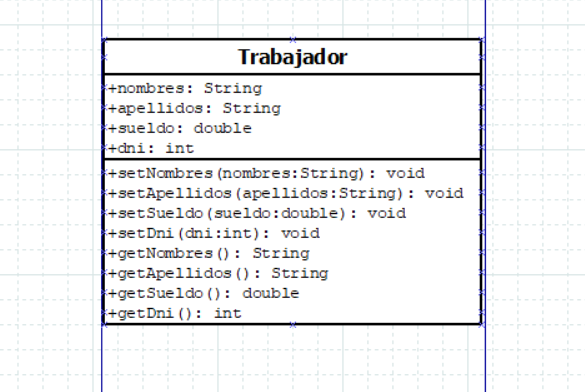 Trabajador
+nombres: String
+apellidos: String
+sueldo: double
+dni: int
+setNombres(nombres:String): void
+setApellidos(apellidos:String): void
+setSueldo(sueldo:double): void
+setDni(dni:int): void
+getNombres(): String
+getApellidos(): String
+getSueldo(): double
+getDni(): int